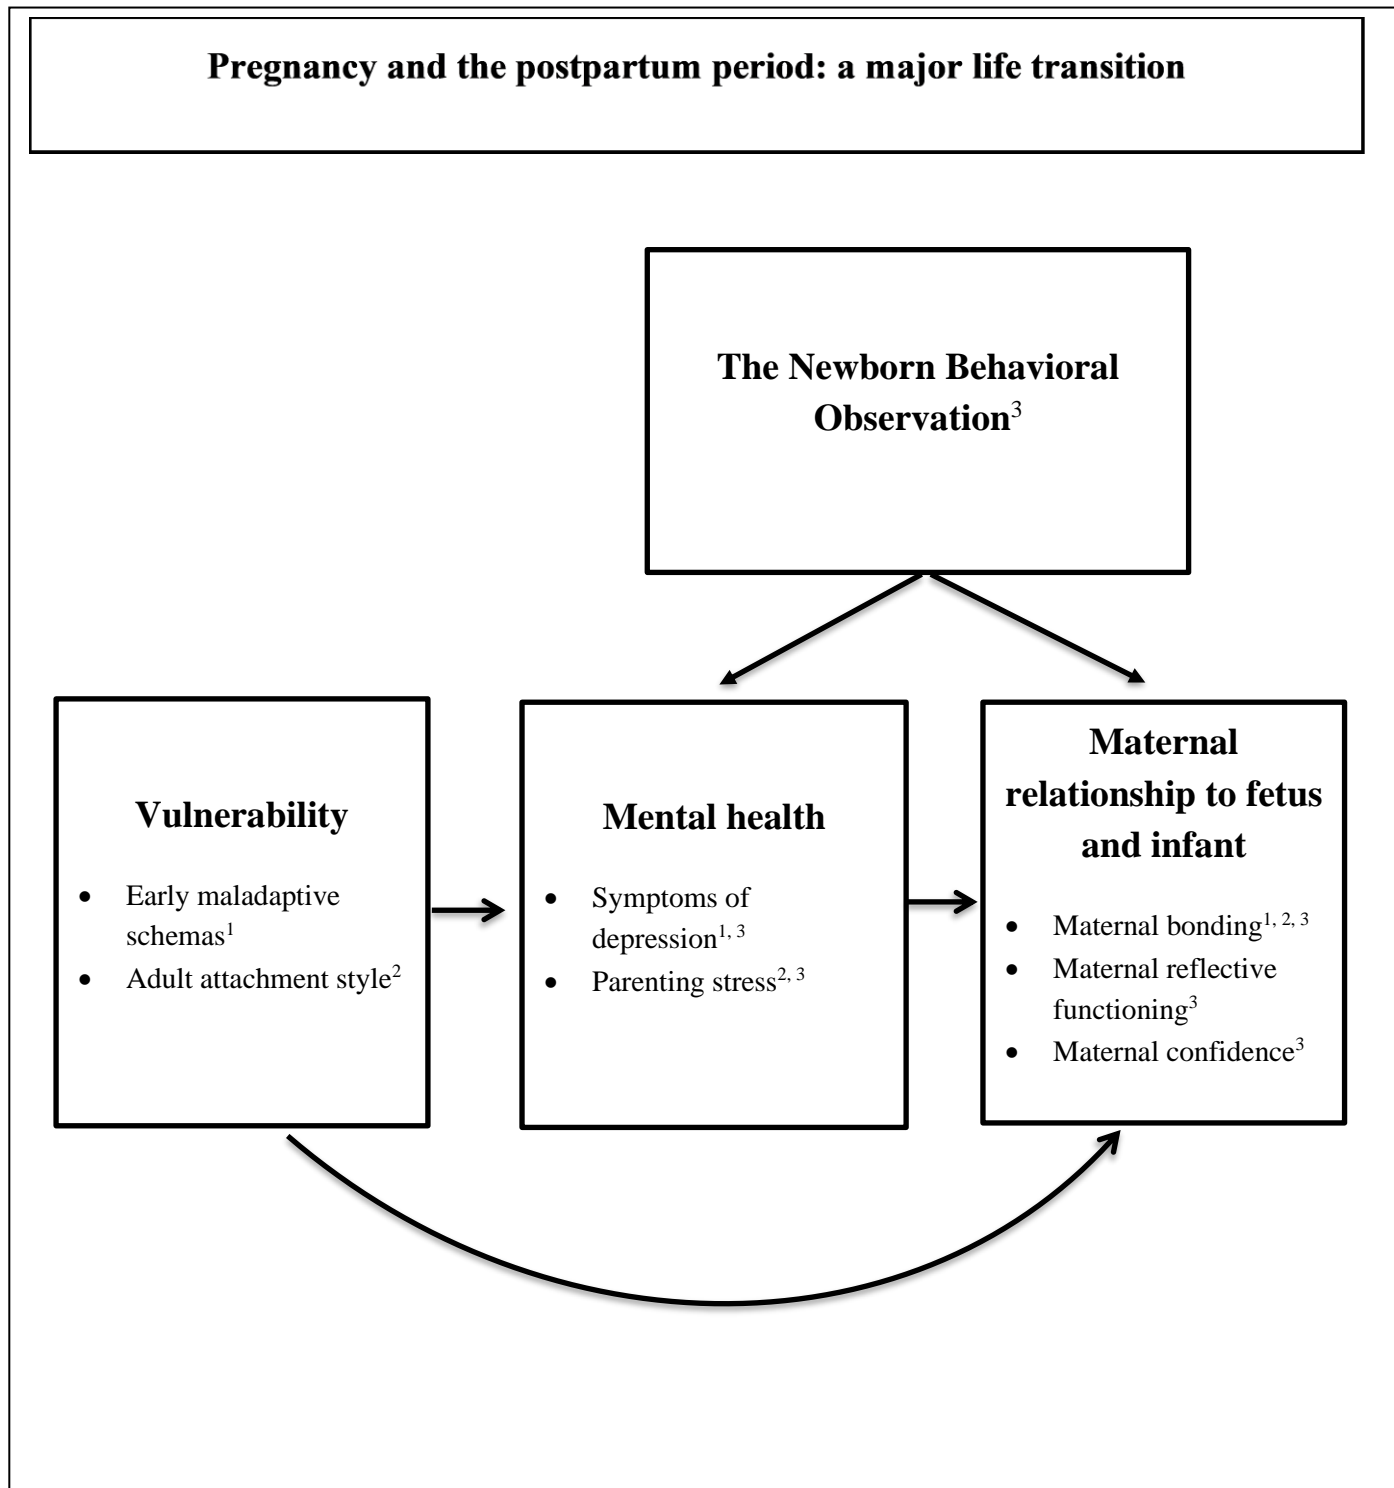 Pregnancy and the postpartum period: a major life transition
The Newborn Behavioral
Observation³
Vulnerability
• Early maladaptive
schemas¹
• Adult attachment style²
Mental health
• Symptoms of
depression¹, ³
• Parenting stress², ³
Maternal
relationship to fetus
and infant
• Maternal bonding¹, ², ³
• Maternal reflective
functioning³
• Maternal confidence³